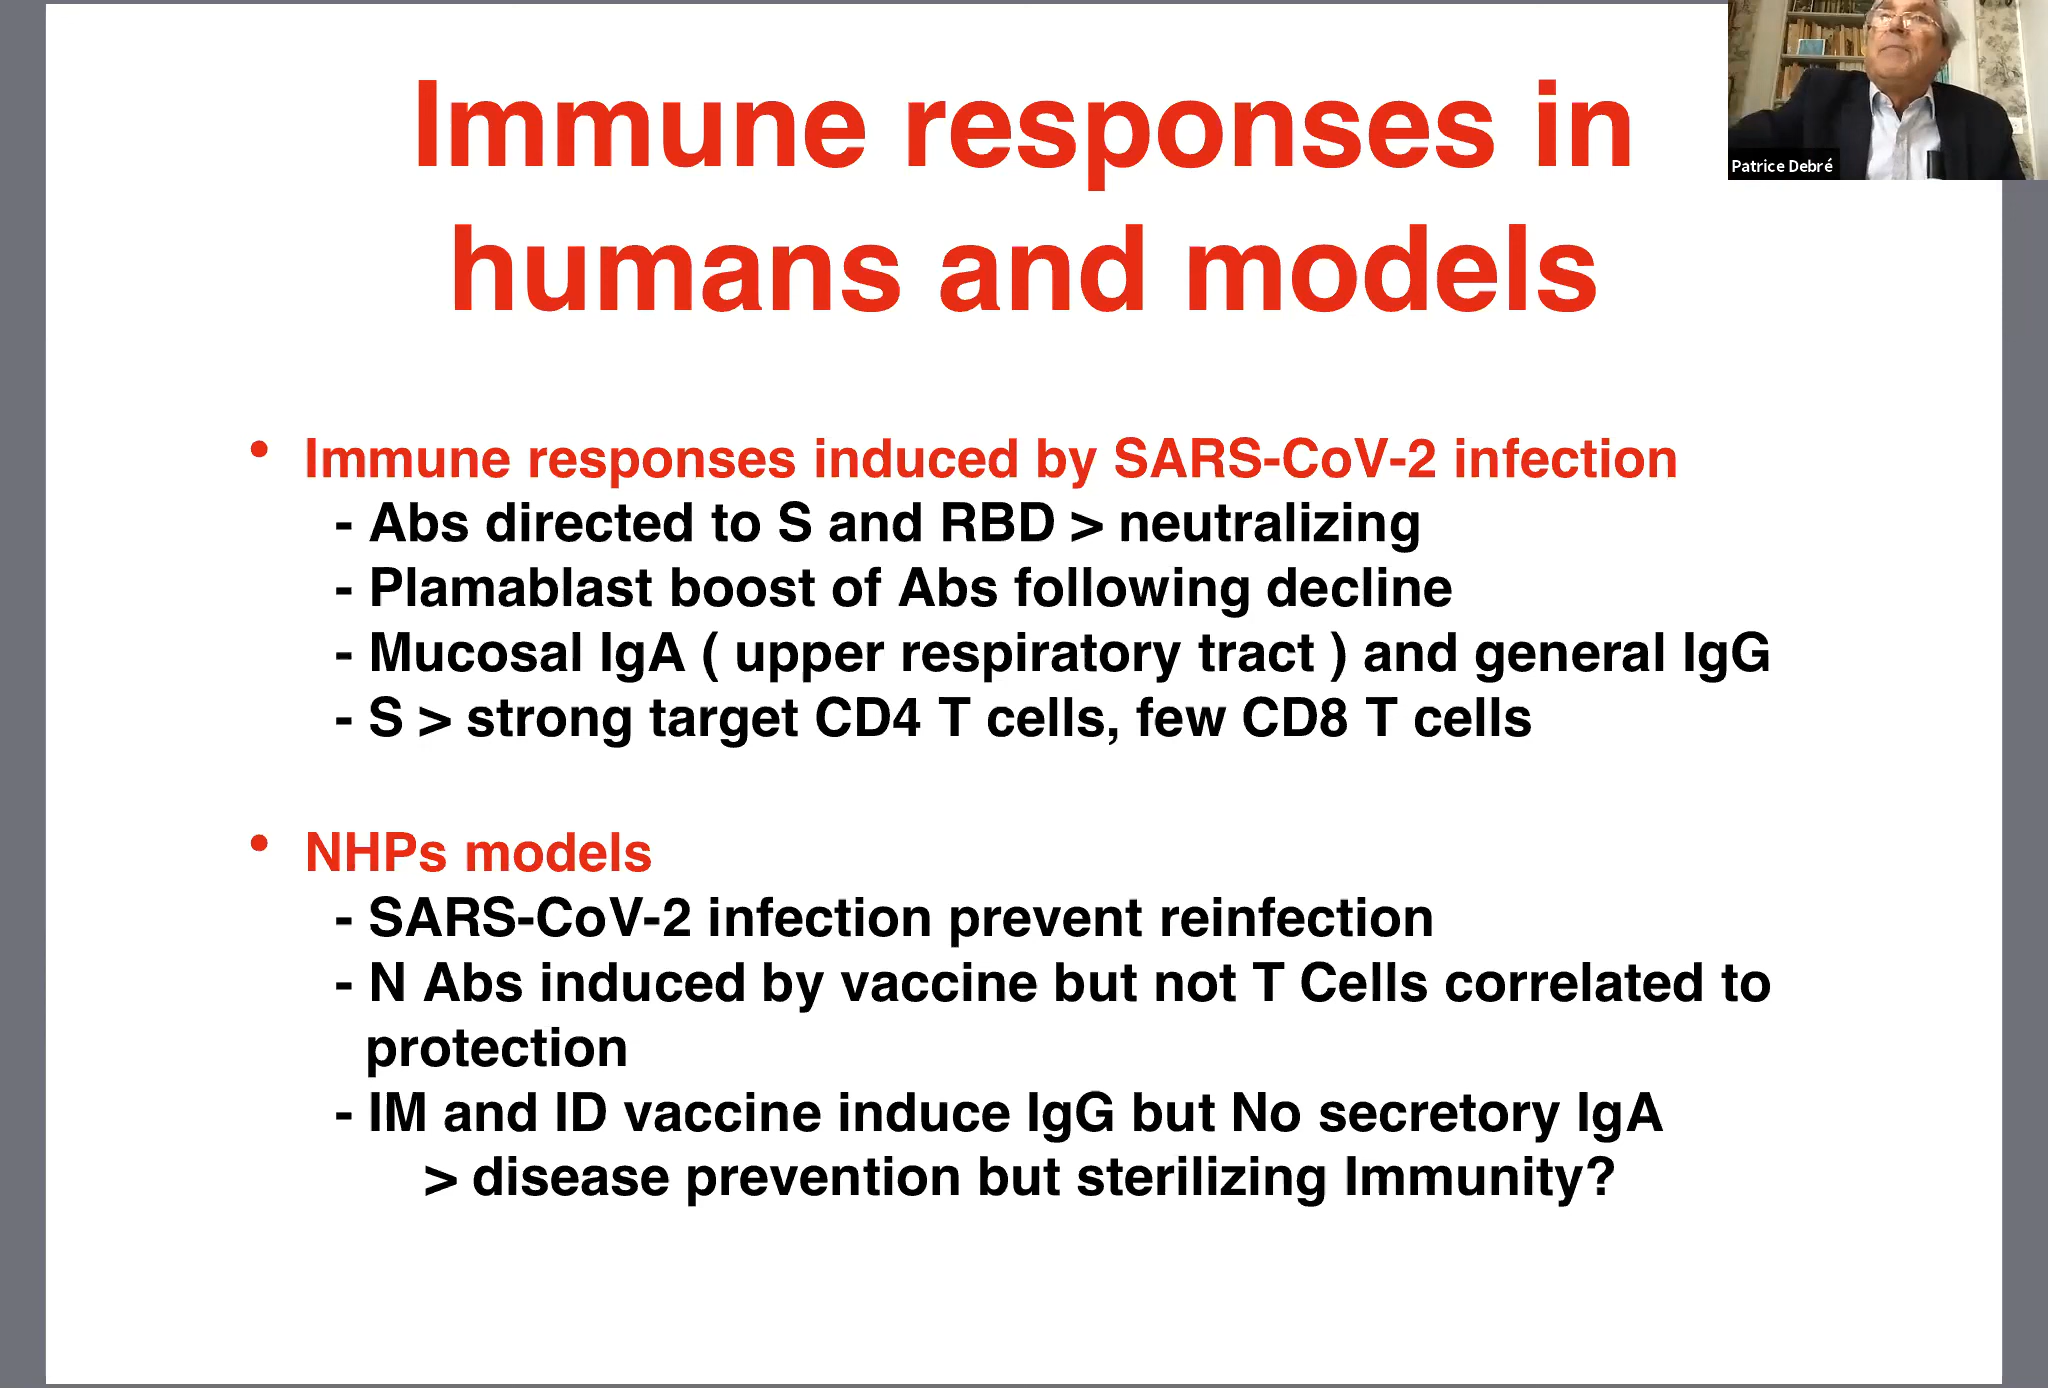 Immune responses in
humans and models
Patrice Debré
• Immune responses induced by SARS-CoV-2 infection
- Abs directed to S and RBD > neutralizing
- Plamablast boost of Abs following decline
- Mucosal IgA ( upper respiratory tract ) and general IgG
- S > strong target CD4 T cells, few CD8 T cells
• NHPs models
- SARS-CoV-2 infection prevent reinfection
- N Abs induced by vaccine but not T Cells correlated to
protection
- IM and ID vaccine induce IgG but No secretory IgA
> disease prevention but sterilizing Immunity?